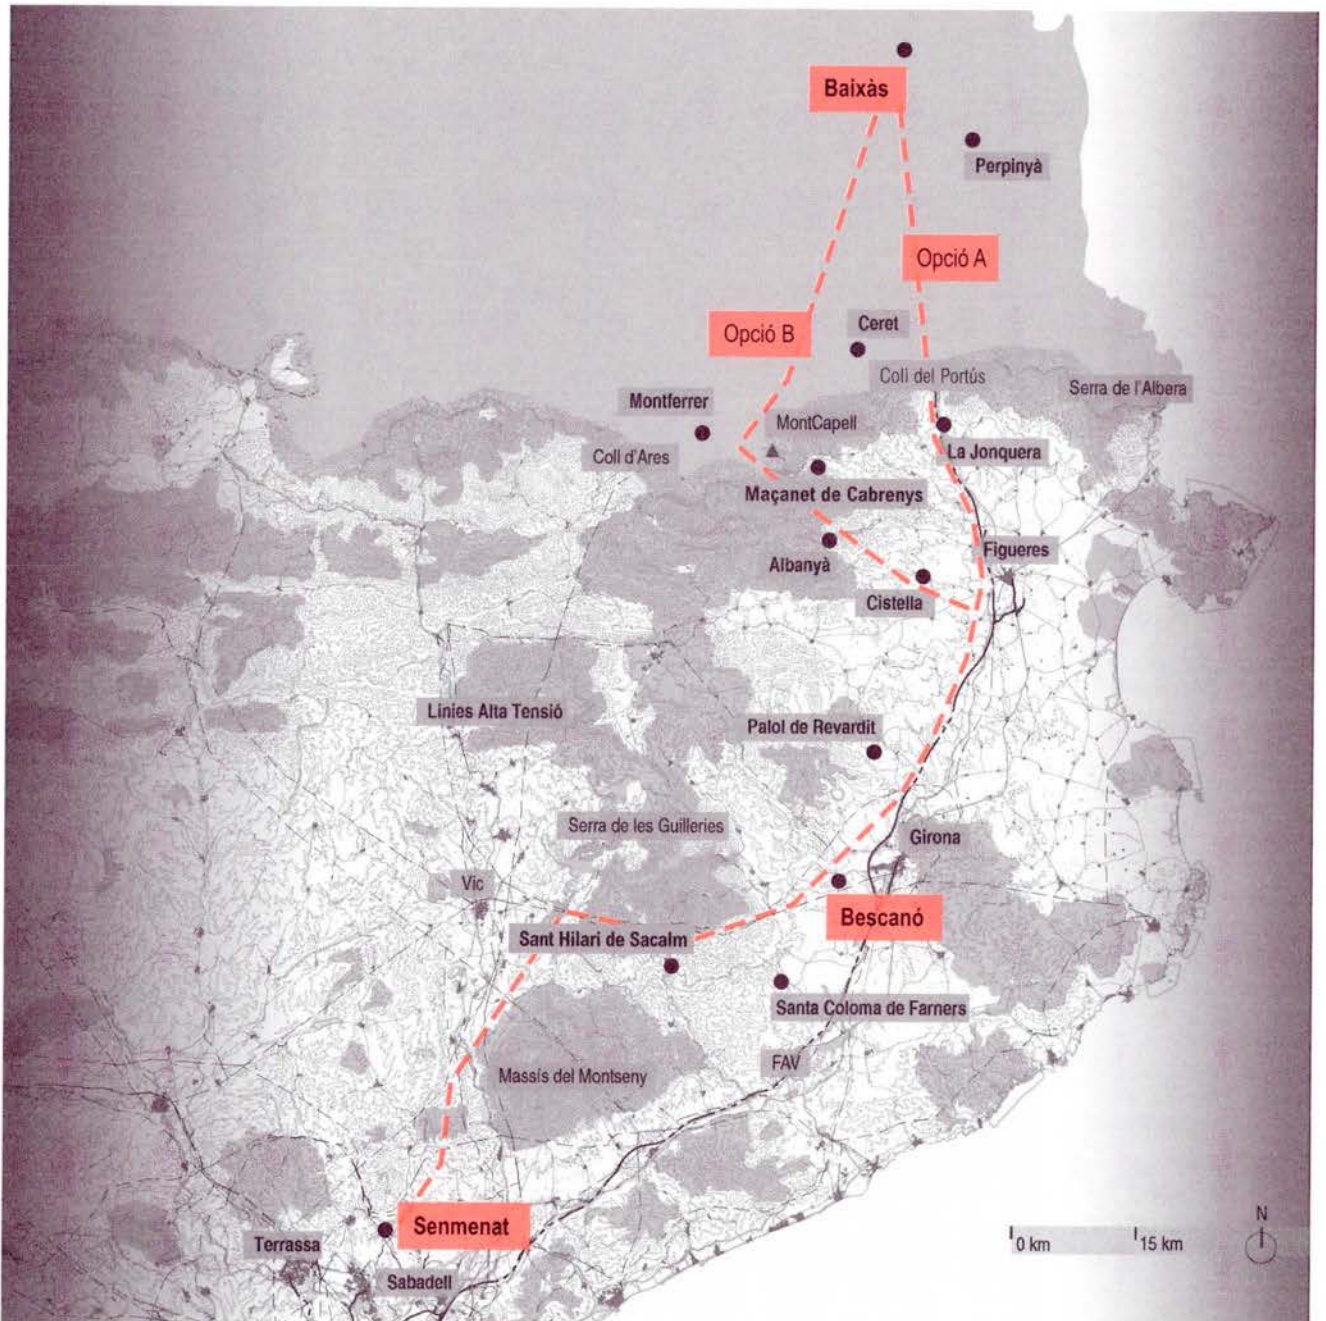 Baixàs
Perpinyà
Opció A
Opció B
Ceret
Coll del Portús
Serra de l'Albera
Montferrer
MontCapell
Coll d'Ares
La Jonquera
Maçanet de Cabrenys
Figueres
Albanyà
Cistella
Línies Alta Tensió
Palol de Revardit
Serra de les Guilleries
Girona
Vic
Bescanó
Sant Hilari de Sacalm
Santa Coloma de Farners
FAV
Massís del Montseny
Senmenat
Terrassa
Sabadell
N
0 km
15 km